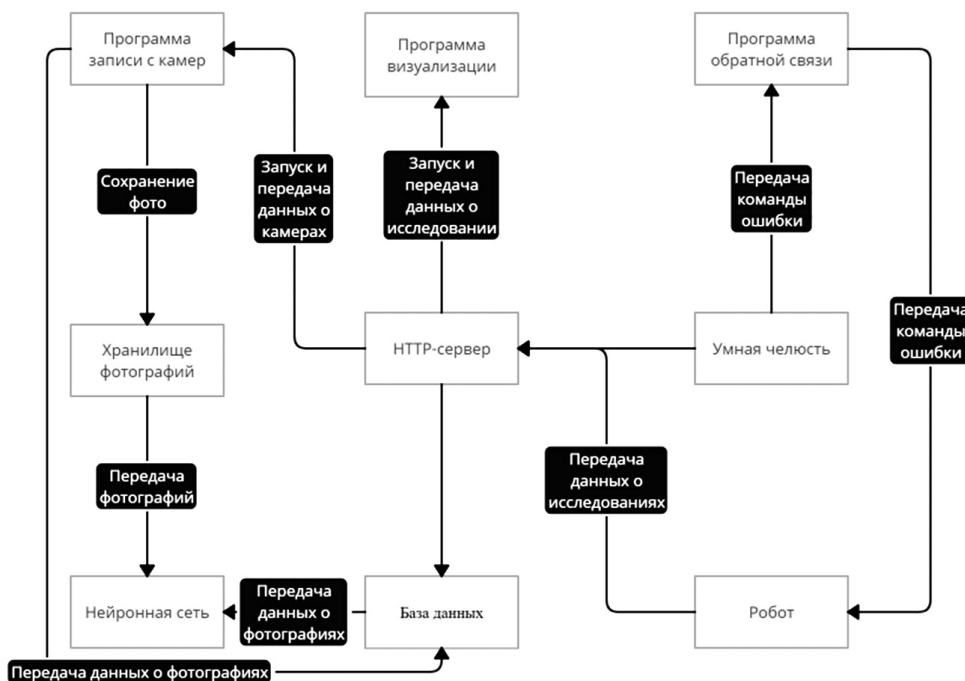 Программа
записи с камер
Программа
визуализации
Программа
обратной связи
Сохранение
фото
Запуск и
передача
данных о
камерах
Запуск и
передача
данных о
исследовании
Передача
команды
ошибки
Передача
команды
ошибки
Хранилище
фотографий
HTTP-сервер
Умная челюсть
Передача
фотографий
Передача
данных о
исследованиях
Нейронная сеть
Передача
данных о
фотографиях
База данных
Робот
Передача данных о фотографиях